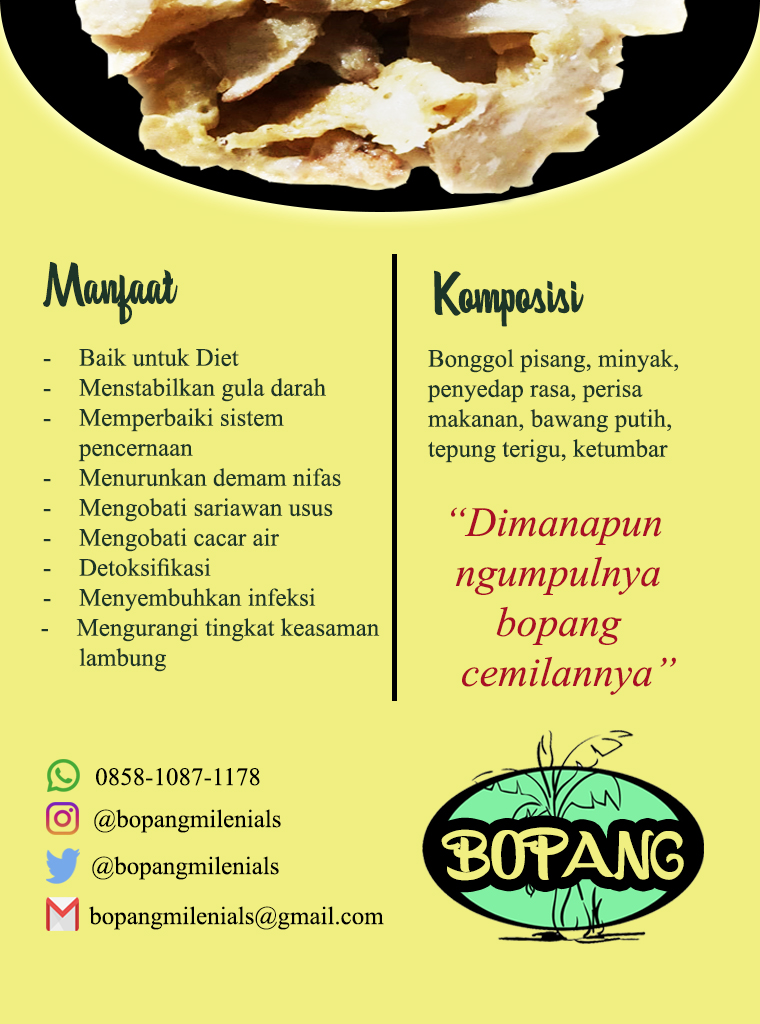 Manfaat
- Baik untuk Diet
- Menstabilkan gula darah
- Memperbaiki sistem
pencernaan
- Menurunkan demam nifas
- Mengobati sariawan usus
- Mengobati cacar air
- Detoksifikasi
- Menyembuhkan infeksi
- Mengurangi tingkat keasaman
lambung
Komposisi
Bonggol pisang, minyak,
penyedap rasa, perisa
makanan, bawang putih,
tepung terigu, ketumbar
“Dimanapun
ngumpulnya
bopang
cemilannya”
0858-1087-1178
@bopangmilenials
@bopangmilenials
bopangmilenials@gmail.com
BOPANG